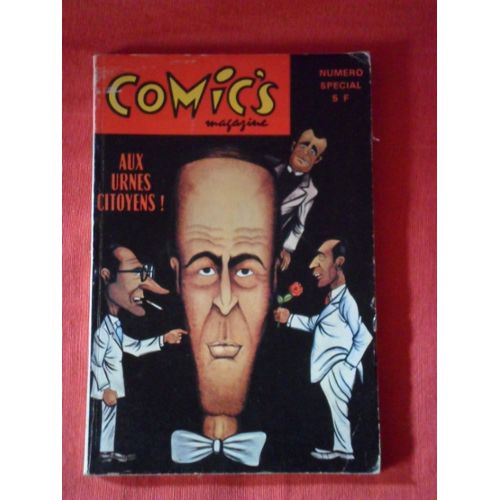 COMIC'S
magazine
NUMERO
SPECIAL
5 F
AUX
URNES
CITOYENS !